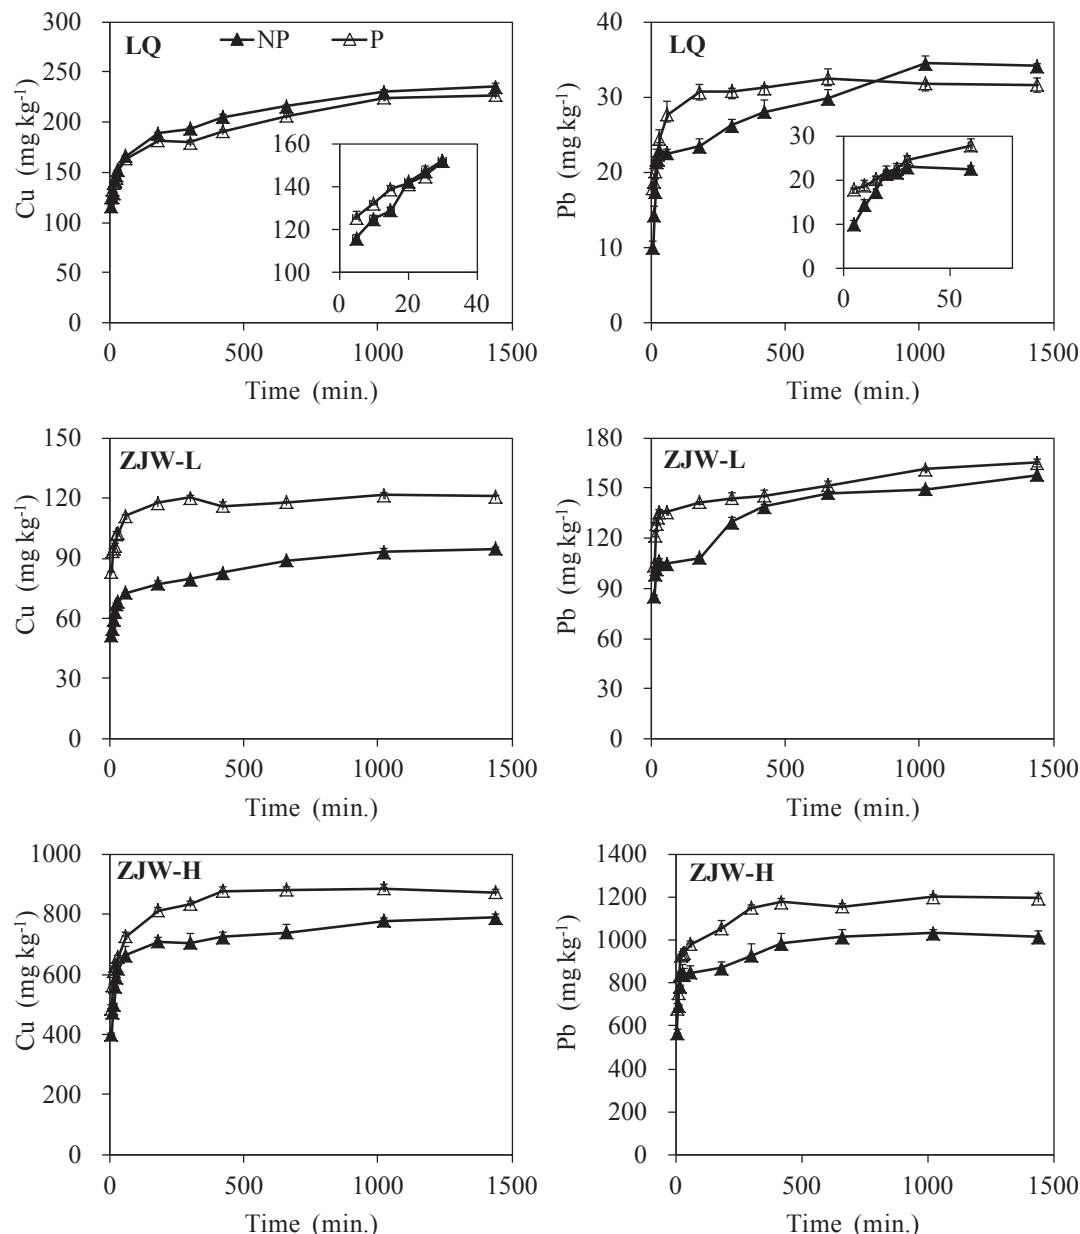 LQ
NP
P
300
250
200
150
100
50
0
Cu (mg kg-1)
160
140
120
100
0 20 40
0 500 1000 1500
Time (min.)
LQ
40
30
20
10
0
Pb (mg kg-1)
30
20
10
0
0 50
0 500 1000 1500
Time (min.)
ZJW-L
150
120
90
60
30
0
Cu (mg kg-1)
0 500 1000 1500
Time (min.)
ZJW-L
180
150
120
90
60
30
0
Pb (mg kg-1)
0 500 1000 1500
Time (min.)
ZJW-H
1000
800
600
400
200
0
Cu (mg kg-1)
0 500 1000 1500
Time (min.)
ZJW-H
1400
1200
1000
800
600
400
200
0
Pb (mg kg-1)
0 500 1000 1500
Time (min.)